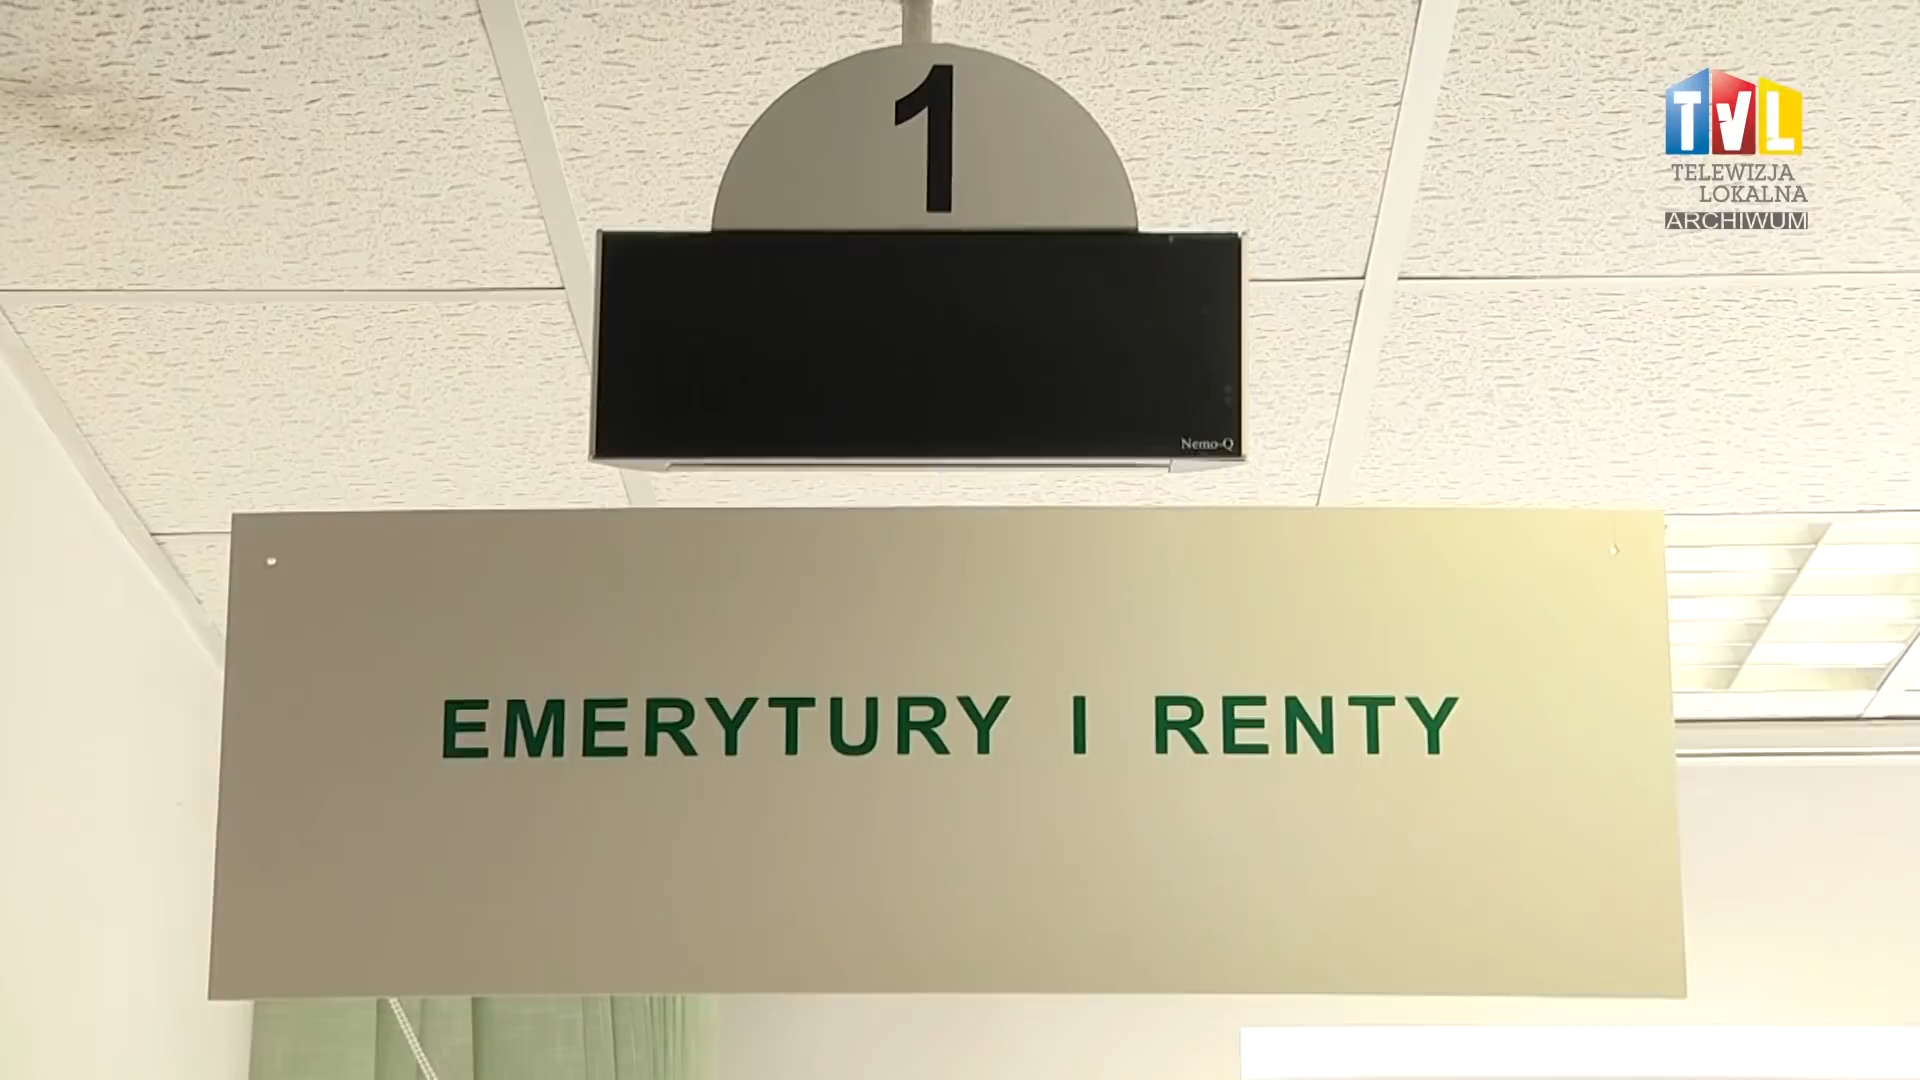 1
TVL
TELEWIZJA
LOKALNA
ARCHIWUM
Nemo-Q
EMERYTURY I RENTY